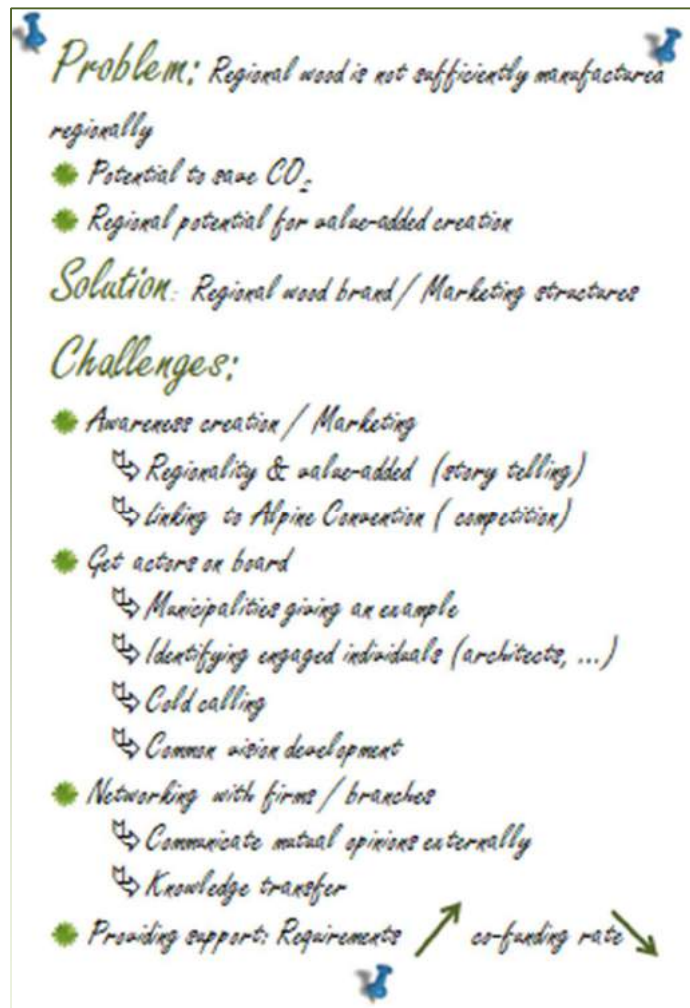 Problem: Regional wood is not sufficiently manufactured
regionally
Potential to save CO₂
Regional potential for value-added creation
Solution: Regional wood brand / Marketing structures
Challenges:
Awareness creation / Marketing
Regionality & value-added (story telling)
Linking to Alpine Convention ( competition)
Get actors on board
Municipalities giving an example
Identifying engaged individuals (architects, ...)
Cold calling
Common vision development
Networking with firms / branches
Communicate mutual opinions externally
Knowledge transfer
Providing support: Requirements ↗ co-funding rate ↘